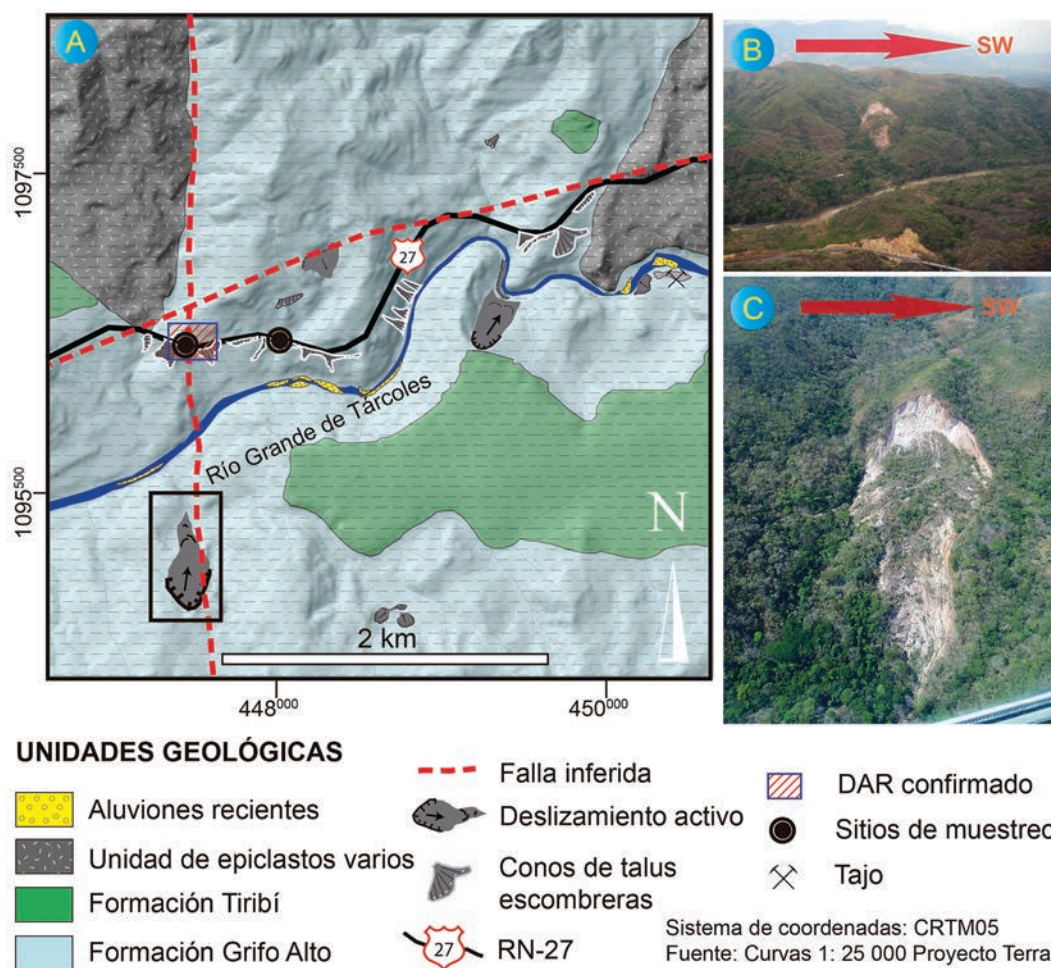 A
B
SW
C
SW
1097500
1095500
27
Río Grande de Tárcoles
N
2 km
448000
450000
UNIDADES GEOLÓGICAS
Aluviones recientes
Unidad de epiclastos varios
Formación Tiribí
Formación Grifo Alto
Falla inferida
Deslizamiento activo
Conos de talus
escombreras
27 RN-27
DAR confirmado
Sitios de muestreo
Tajo
Sistema de coordenadas: CRTM05
Fuente: Curvas 1: 25 000 Proyecto Terra